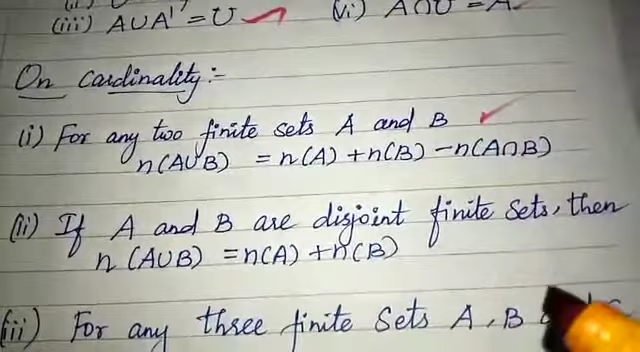 (iii) A∪A' = U (vi) A∩U = A
On Cardinality :-
(i) For any two finite sets A and B
n(A∪B) = n(A) + n(B) - n(A∩B)
(ii) If A and B are disjoint finite sets, then
n (A∪B) = n(A) + n(B)
(iii) For any three finite sets A, B